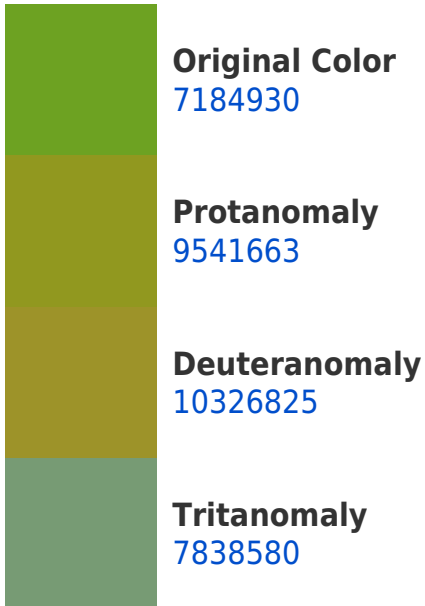 Original Color
7184930
Protanomaly
9541663
Deuteranomaly
10326825
Tritanomaly
7838580